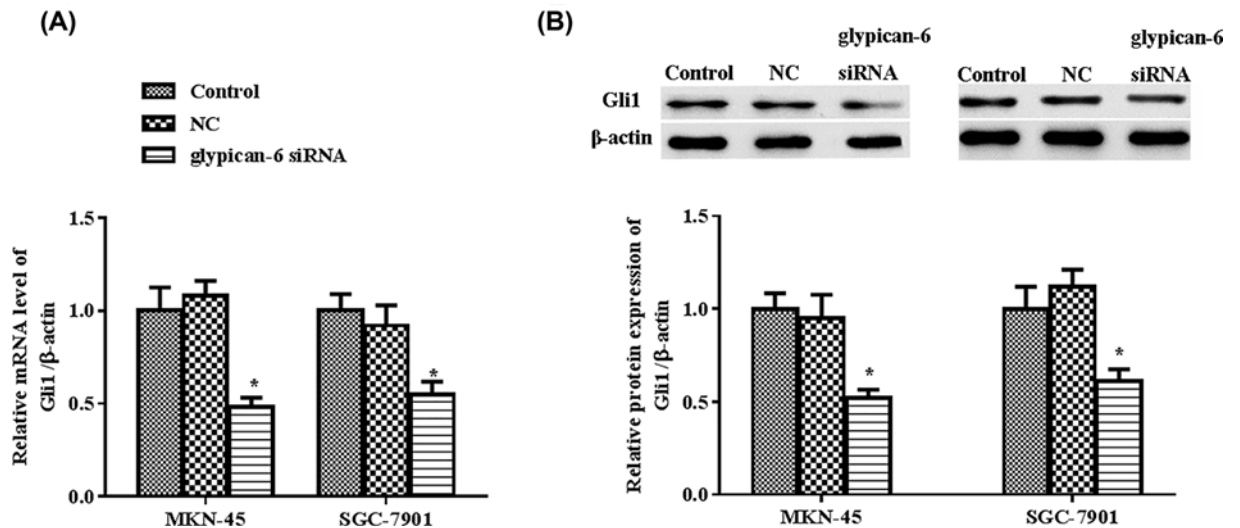 (A)
Control
NC
glypican-6 siRNA
Relative mRNA level of
Gli1 /β-actin
1.5
1.0
0.5
0.0
*
*
MKN-45
SGC-7901
(B)
glypican-6
glypican-6
Control
NC
siRNA
Control
NC
siRNA
Gli1
β-actin
Relative protein expression of
Gli1 /β-actin
1.5
1.0
0.5
0.0
*
*
MKN-45
SGC-7901